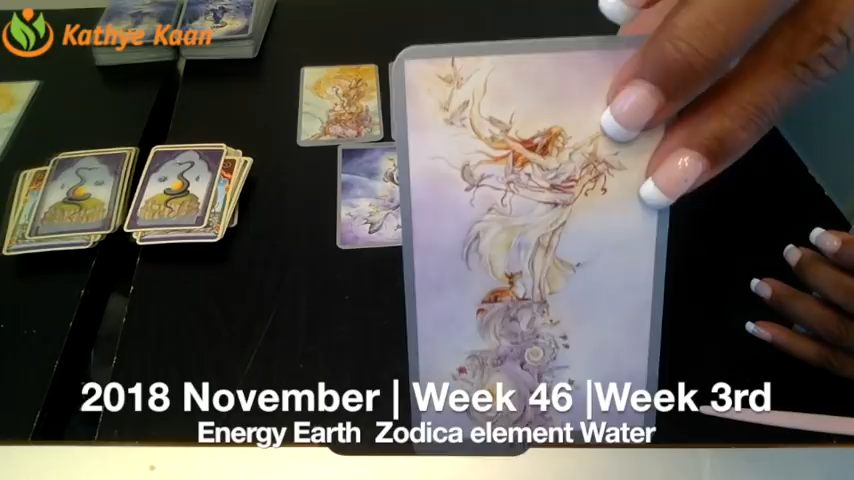 Kathye Kaan
2018 November | Week 46 |Week 3rd
Energy Earth Zodica element Water